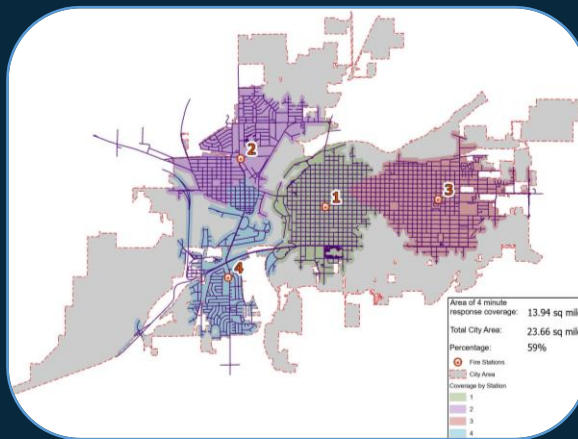 2
1
3
4
Area of 4 minute
response coverage: 13.94 sq mil
Total City Area: 23.66 sq mil
Percentage: 59%
Fire Stations
City Area
Coverage by Station
1
2
3
4